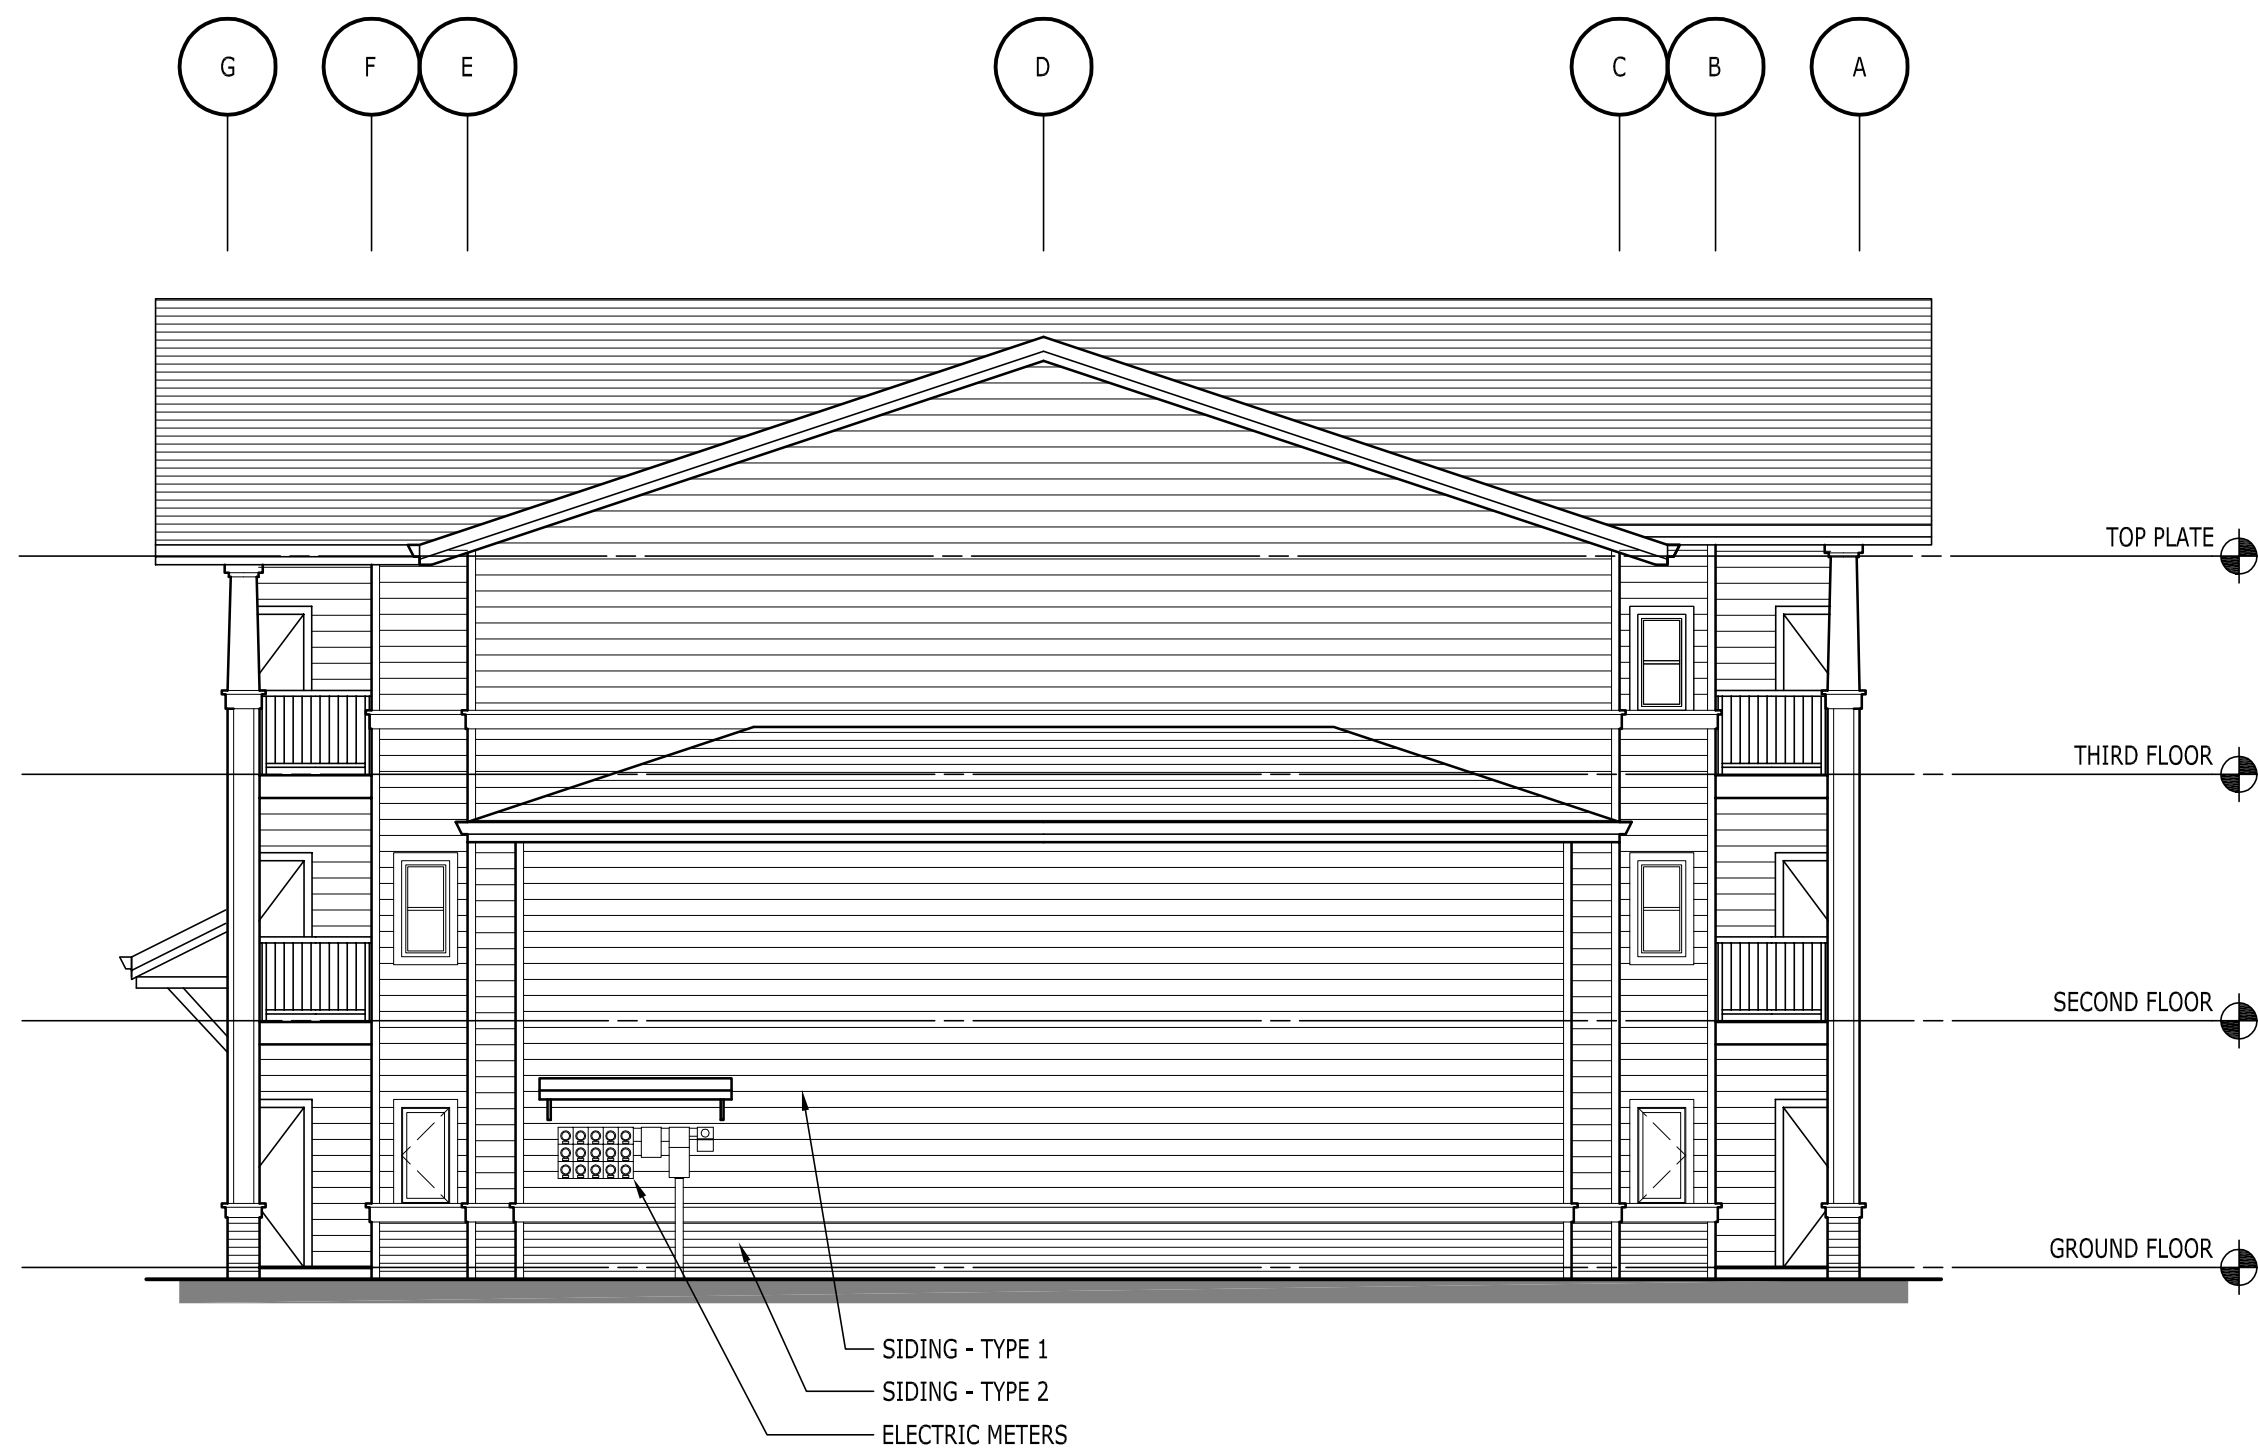 G F E D C B A
TOP PLATE
THIRD FLOOR
SECOND FLOOR
GROUND FLOOR
SIDING - TYPE 1
SIDING - TYPE 2
ELECTRIC METERS